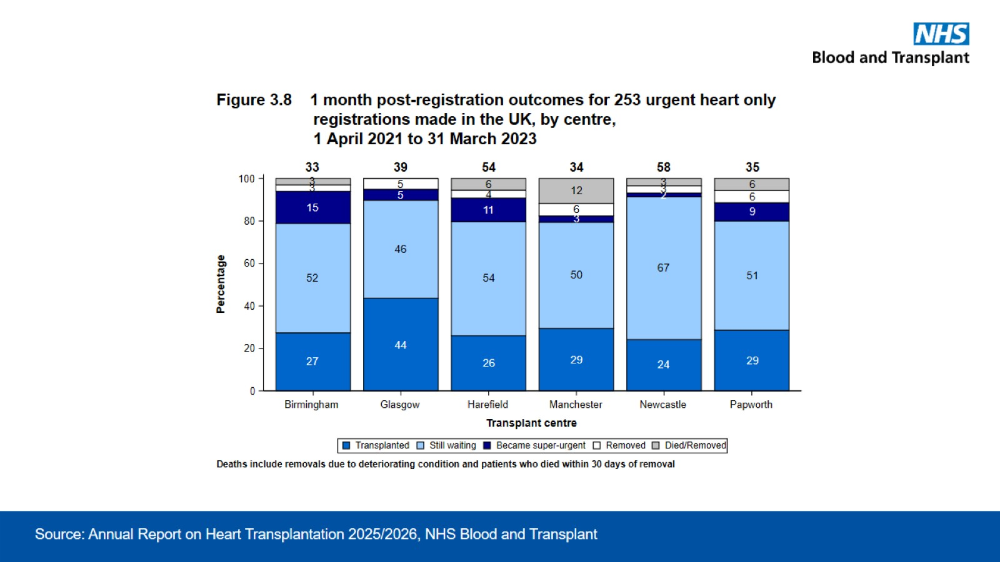 NHS
Blood and Transplant
Figure 3.8 1 month post-registration outcomes for 253 urgent heart only
registrations made in the UK, by centre,
1 April 2021 to 31 March 2023
33 39 54 34 58 35
100
80
60
40
20
0
Percentage
3
3
15
52
27
5
5
46
44
6
4
11
54
26
12
6
3
50
29
3
3
2
67
24
6
6
9
51
29
Birmingham Glasgow Harefield Manchester Newcastle Papworth
Transplant centre
Transplanted Still waiting Became super-urgent Removed Died/Removed
Deaths include removals due to deteriorating condition and patients who died within 30 days of removal
Source: Annual Report on Heart Transplantation 2025/2026, NHS Blood and Transplant